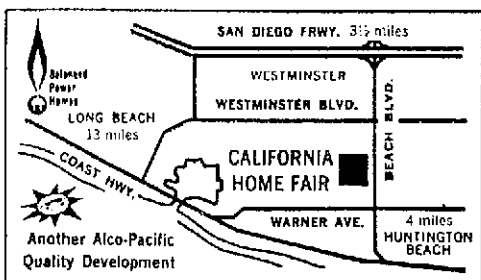 SAN DIEGO FRWY. 3½ miles
Balanced
Power
Homes
WESTMINSTER
WESTMINSTER BLVD.
BEACH BLVD.
LONG BEACH
13 miles
COAST HWY.
CALIFORNIA
HOME FAIR
WARNER AVE.
4 miles
HUNTINGTON
BEACH
Another Alco-Pacific
Quality Development